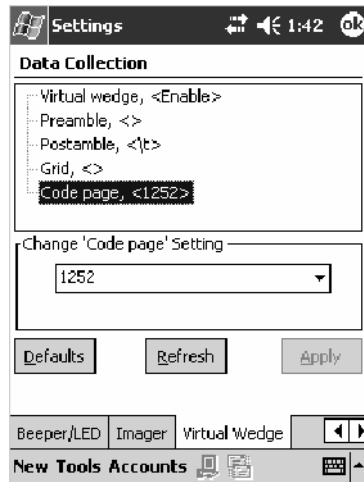 Settings 1:42 ok
Data Collection
Virtual wedge, <Enable>
Preamble, <>
Postamble, <\t>
Grid, <>
Code page, <1252>
Change 'Code page' Setting
1252
Defaults Refresh Apply
Beeper/LED Imager Virtual Wedge
New Tools Accounts